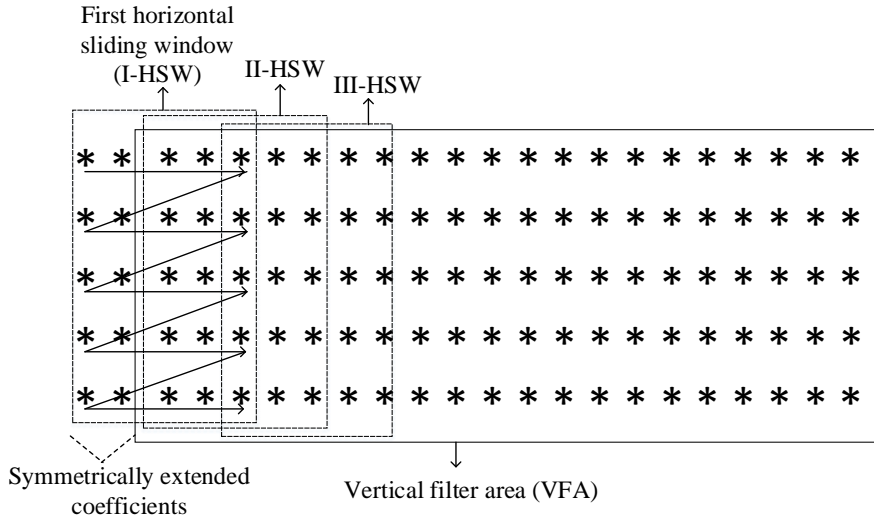 First horizontal
sliding window
(I-HSW)
II-HSW
III-HSW
* * * * * * * * * * * * * * * * * * * *
* * * * * * * * * * * * * * * * * * * *
* * * * * * * * * * * * * * * * * * * *
* * * * * * * * * * * * * * * * * * * *
* * * * * * * * * * * * * * * * * * * *
Symmetrically extended
coefficients
Vertical filter area (VFA)